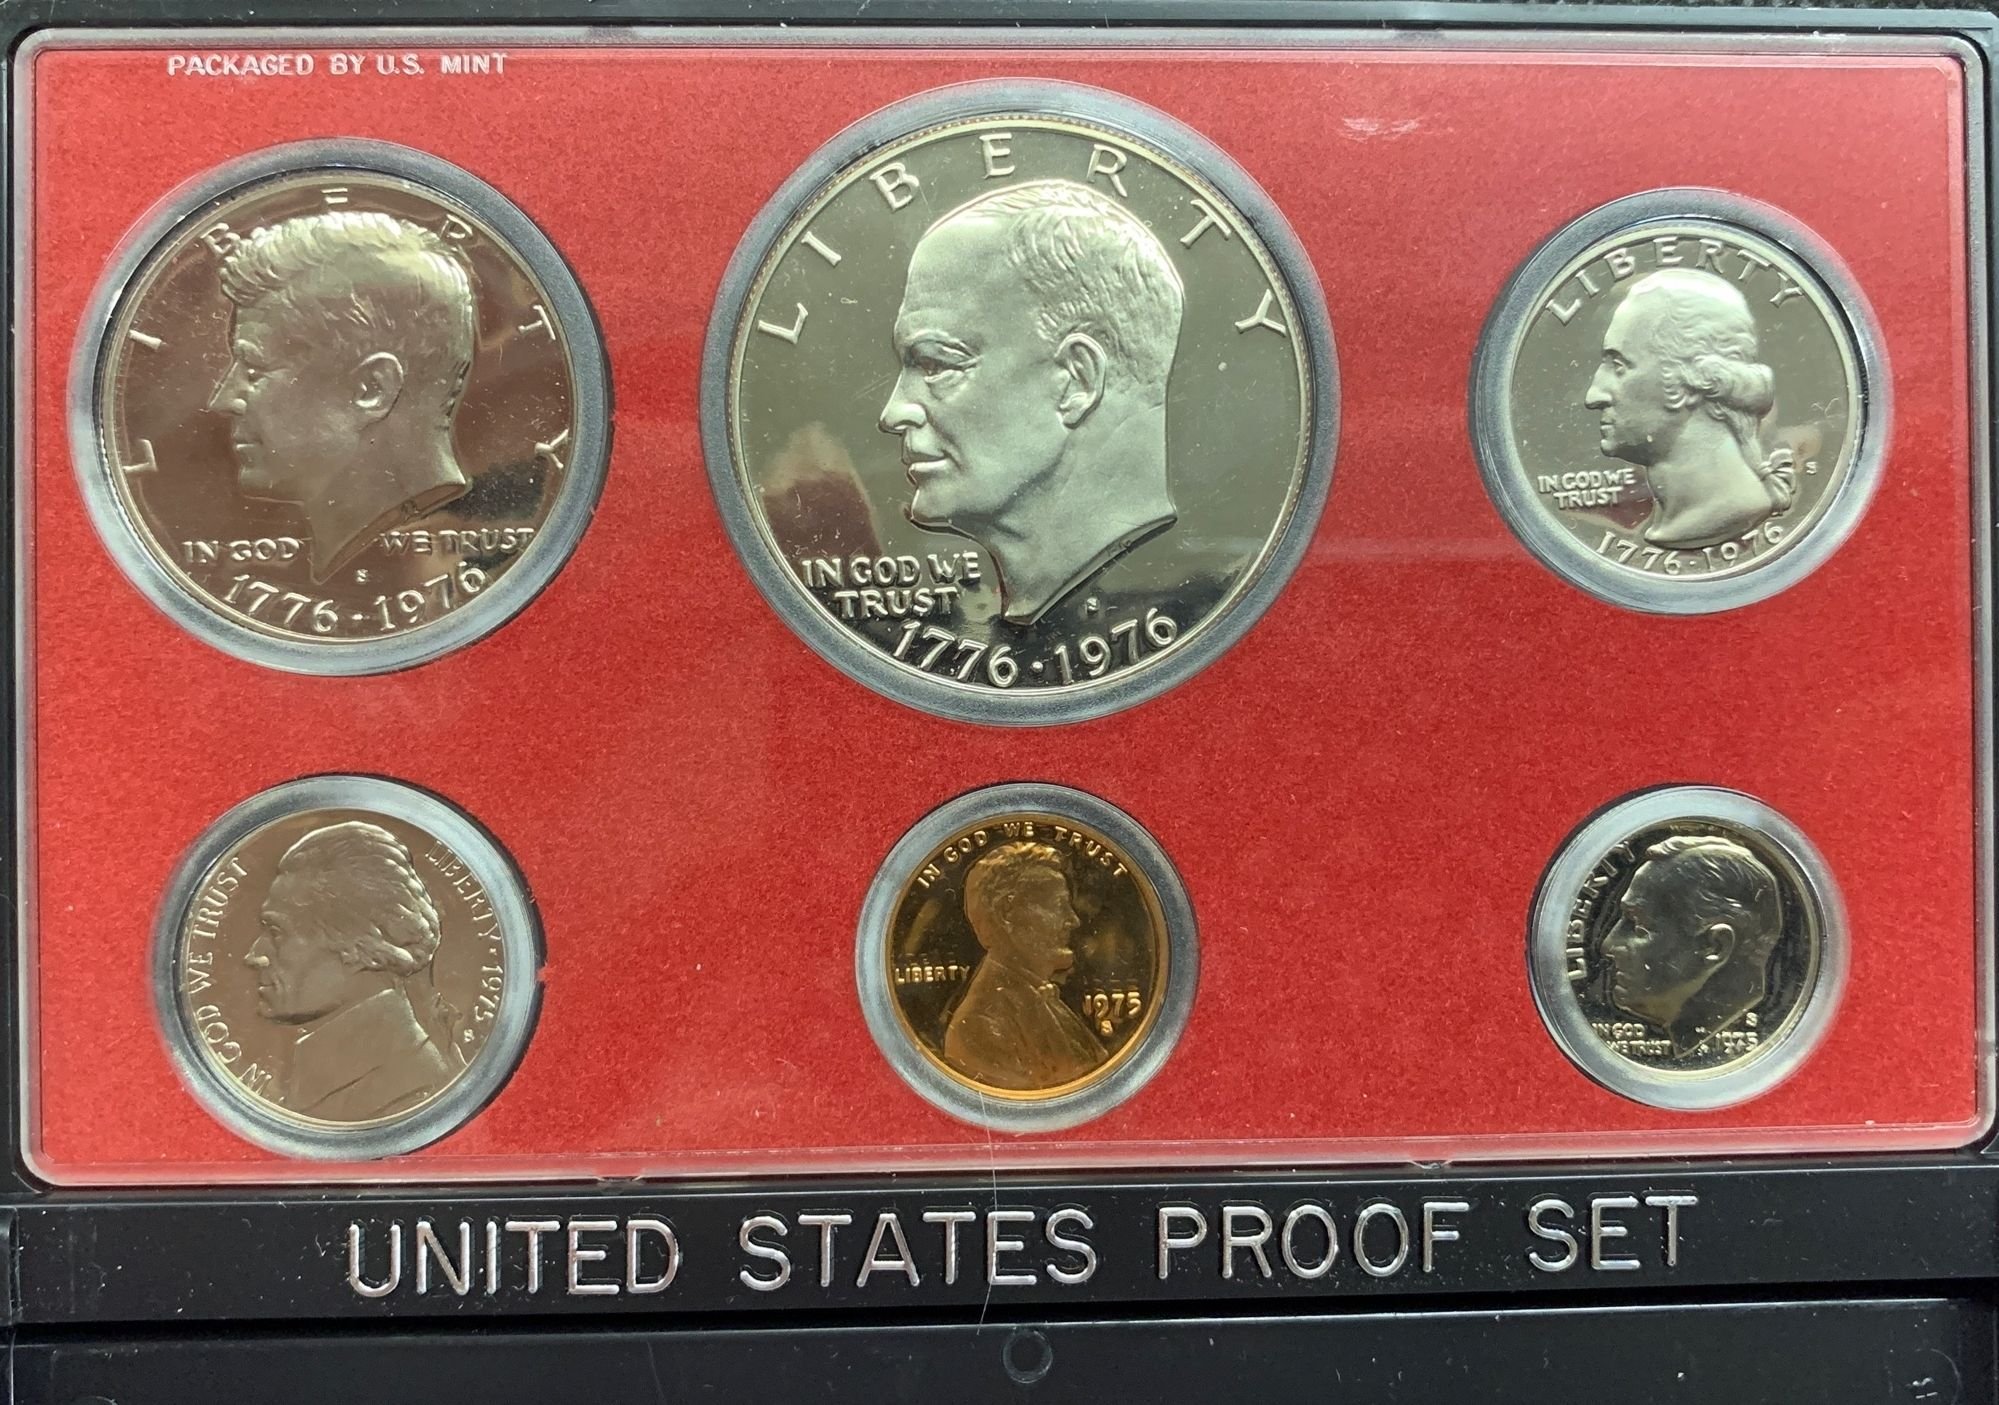 PACKAGED BY U.S. MINT
LIBERTY
IN GOD WE TRUST
S
1776 · 1976
LIBERTY
IN GOD WE
TRUST
S
1776 · 1976
LIBERTY
IN GOD WE
TRUST
S
1776 · 1976
IN GOD WE TRUST
LIBERTY · 1975
S
IN GOD WE TRUST
LIBERTY
1975
S
LIBERTY
IN GOD
WE TRUST
S
1975
UNITED STATES PROOF SET